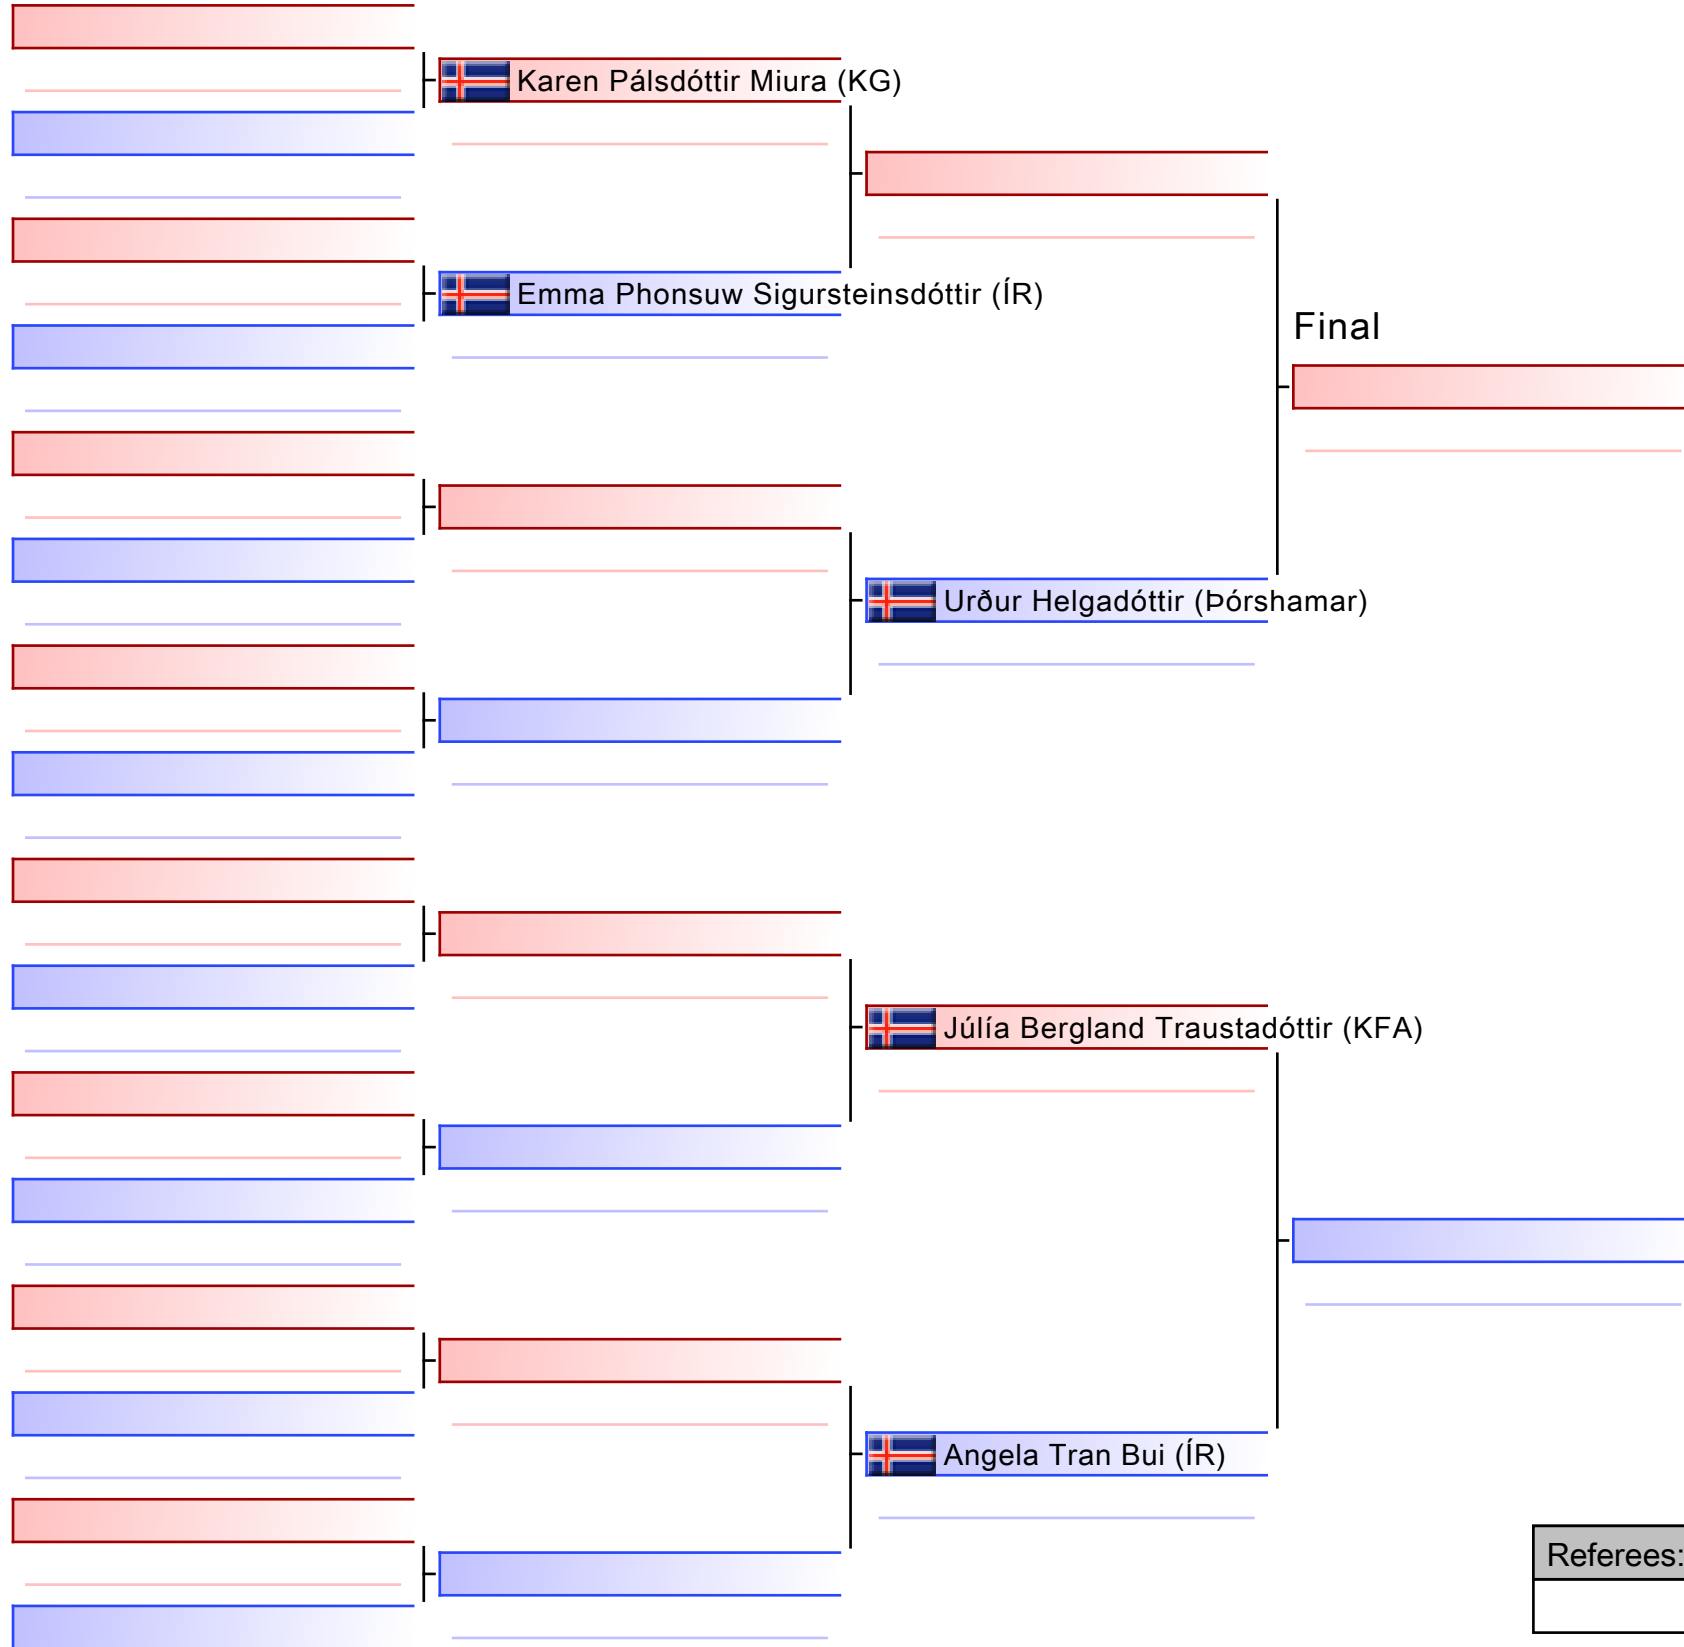 Karen Pálsdóttir Miura (KG)
Emma Phonsuw Sigursteinsdóttir (ÍR)
Final
Urður Helgadóttir (Þórshamar)
Júlía Bergland Traustadóttir (KFA)
Angela Tran Bui (ÍR)
Referees: